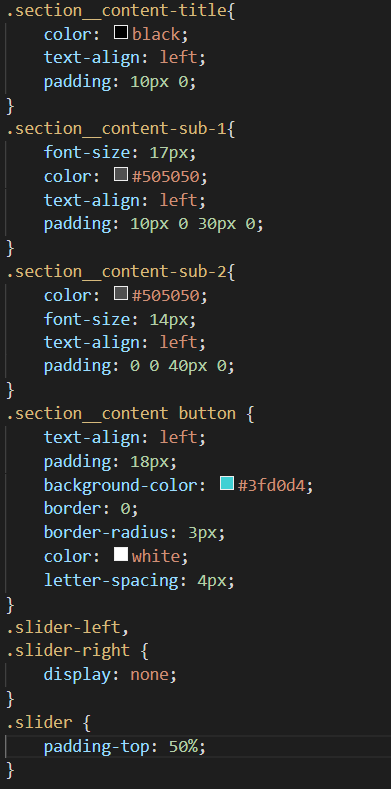 .section__content-title{
    color: black;
    text-align: left;
    padding: 10px 0;
}
.section__content-sub-1{
    font-size: 17px;
    color: #505050;
    text-align: left;
    padding: 10px 0 30px 0;
}
.section__content-sub-2{
    color: #505050;
    font-size: 14px;
    text-align: left;
    padding: 0 0 40px 0;
}
.section__content button {
    text-align: left;
    padding: 18px;
    background-color: #3fd0d4;
    border: 0;
    border-radius: 3px;
    color: white;
    letter-spacing: 4px;
}
.slider-left,
.slider-right {
    display: none;
}
.slider {
    padding-top: 50%;
}